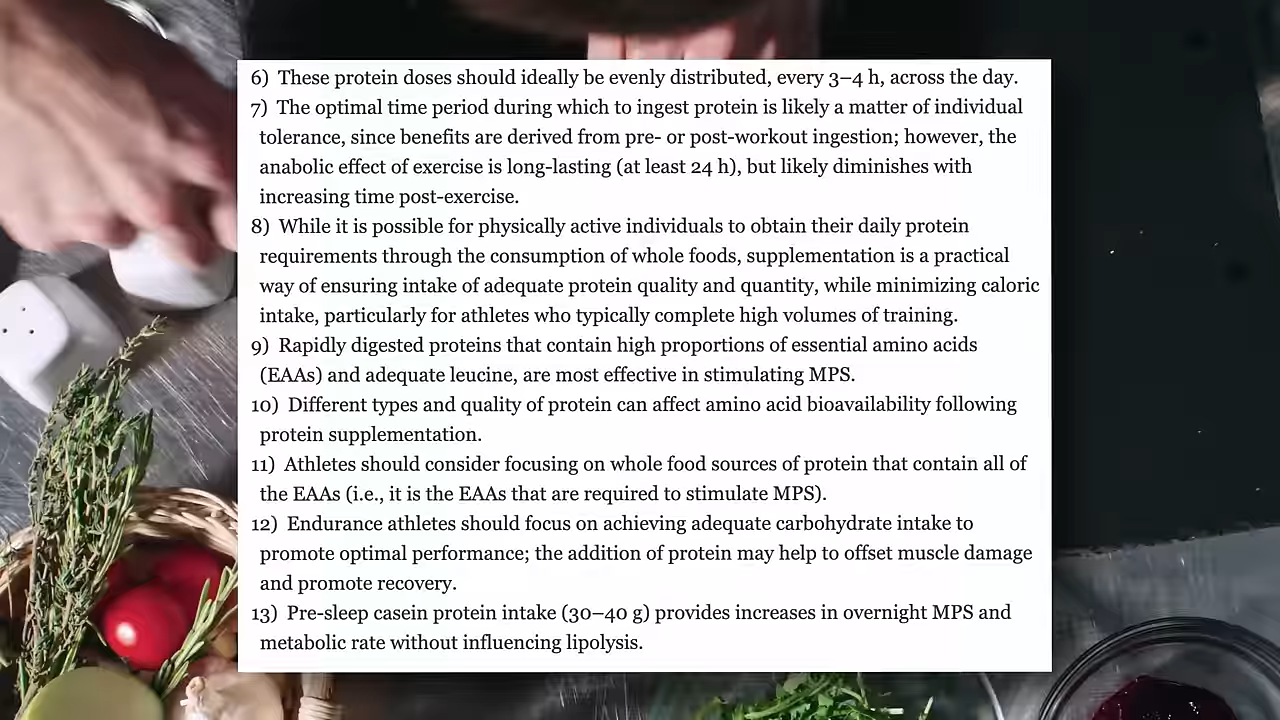 6) These protein doses should ideally be evenly distributed, every 3–4 h, across the day.
7) The optimal time period during which to ingest protein is likely a matter of individual
tolerance, since benefits are derived from pre- or post-workout ingestion; however, the
anabolic effect of exercise is long-lasting (at least 24 h), but likely diminishes with
increasing time post-exercise.
8) While it is possible for physically active individuals to obtain their daily protein
requirements through the consumption of whole foods, supplementation is a practical
way of ensuring intake of adequate protein quality and quantity, while minimizing caloric
intake, particularly for athletes who typically complete high volumes of training.
9) Rapidly digested proteins that contain high proportions of essential amino acids
(EAAs) and adequate leucine, are most effective in stimulating MPS.
10) Different types and quality of protein can affect amino acid bioavailability following
protein supplementation.
11) Athletes should consider focusing on whole food sources of protein that contain all of
the EAAs (i.e., it is the EAAs that are required to stimulate MPS).
12) Endurance athletes should focus on achieving adequate carbohydrate intake to
promote optimal performance; the addition of protein may help to offset muscle damage
and promote recovery.
13) Pre-sleep casein protein intake (30–40 g) provides increases in overnight MPS and
metabolic rate without influencing lipolysis.